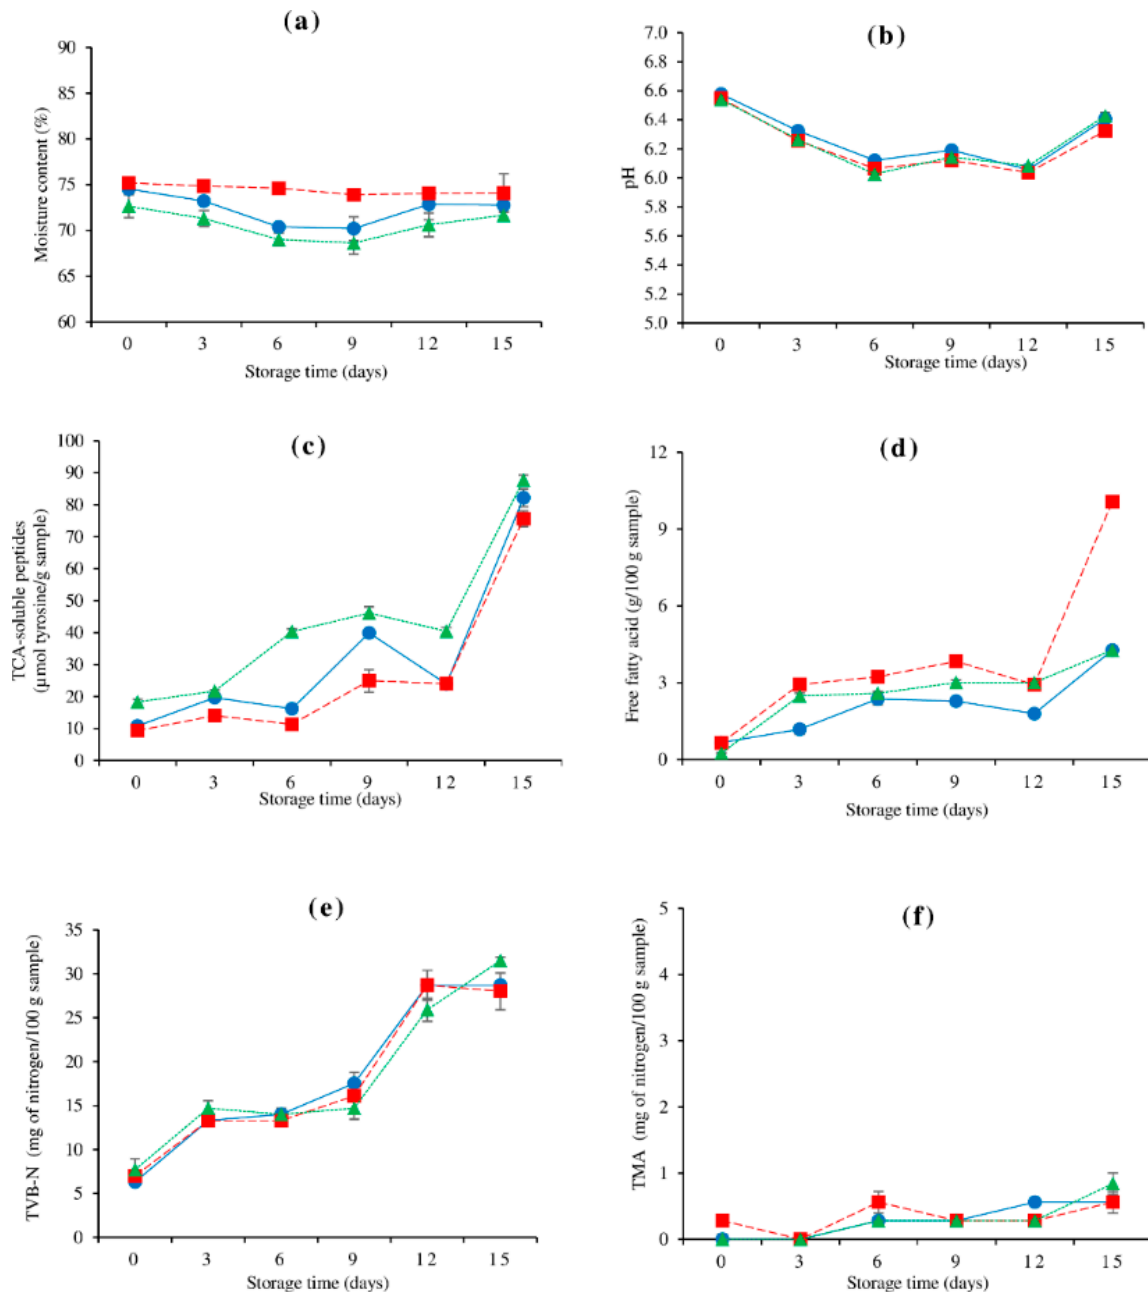 (a)
90
85
80
75
70
65
60
Moisture content (%)
0 3 6 9 12 15
Storage time (days)
(b)
6.6
6.4
6.2
6.0
5.8
5.6
5.4
5.2
5.0
pH
0 3 6 9 12 15
Storage time (days)
(c)
100
90
80
70
60
50
40
30
20
10
0
TCA-soluble peptides
(µmol tyrosine/g sample)
0 3 6 9 12 15
Storage time (days)
(d)
12
9
6
3
0
Free fatty acid (g/100 g sample)
0 3 6 9 12 15
Storage time (days)
(e)
35
30
25
20
15
10
5
0
TVB-N (mg of nitrogen/100 g sample)
0 3 6 9 12 15
Storage time (days)
(f)
5
4
3
2
1
0
TMA (mg of nitrogen/100 g sample)
0 3 6 9 12 15
Storage time (days)